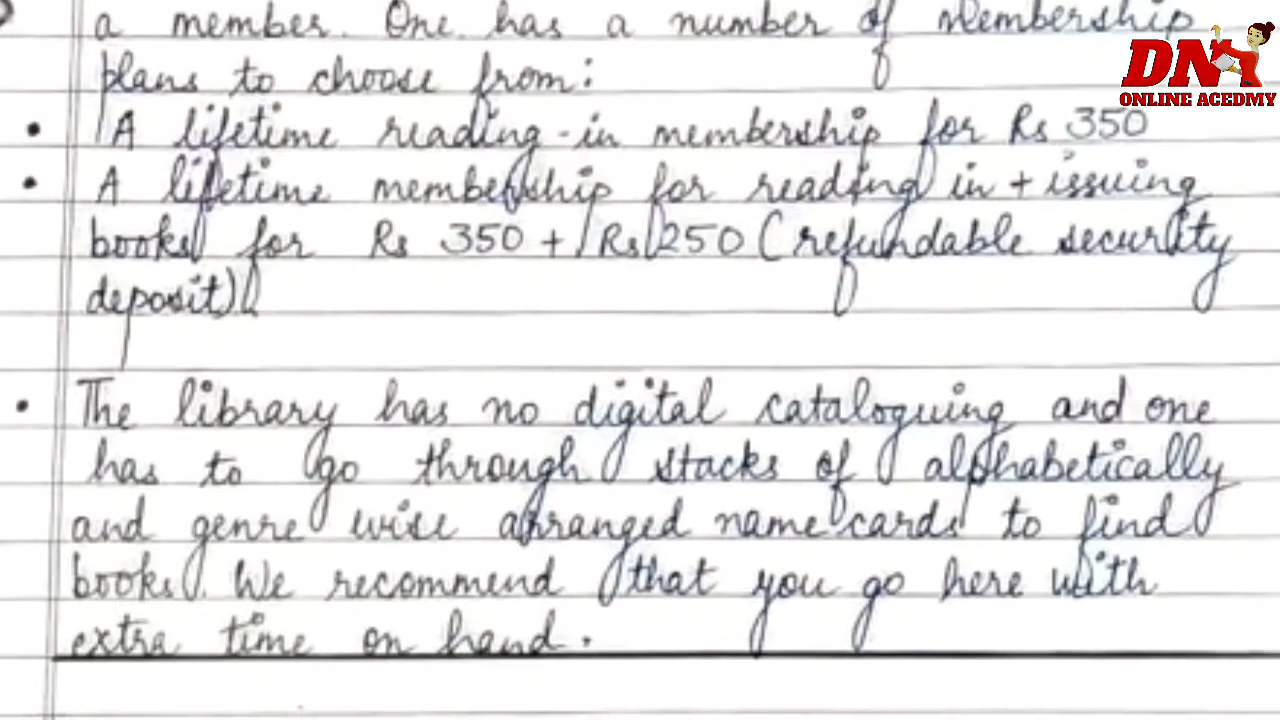 a member. One has a number of membership
plans to choose from:
• A lifetime reading-in membership for Rs 350
• A lifetime membership for reading in + issuing
books for Rs 350 + Rs 250 (refundable security
deposit)
• The library has no digital cataloguing and one
has to go through stacks of alphabetically
and genre wise arranged name cards to find
books. We recommend that you go here with
extra time on hand.
DN
ONLINE ACEDMY